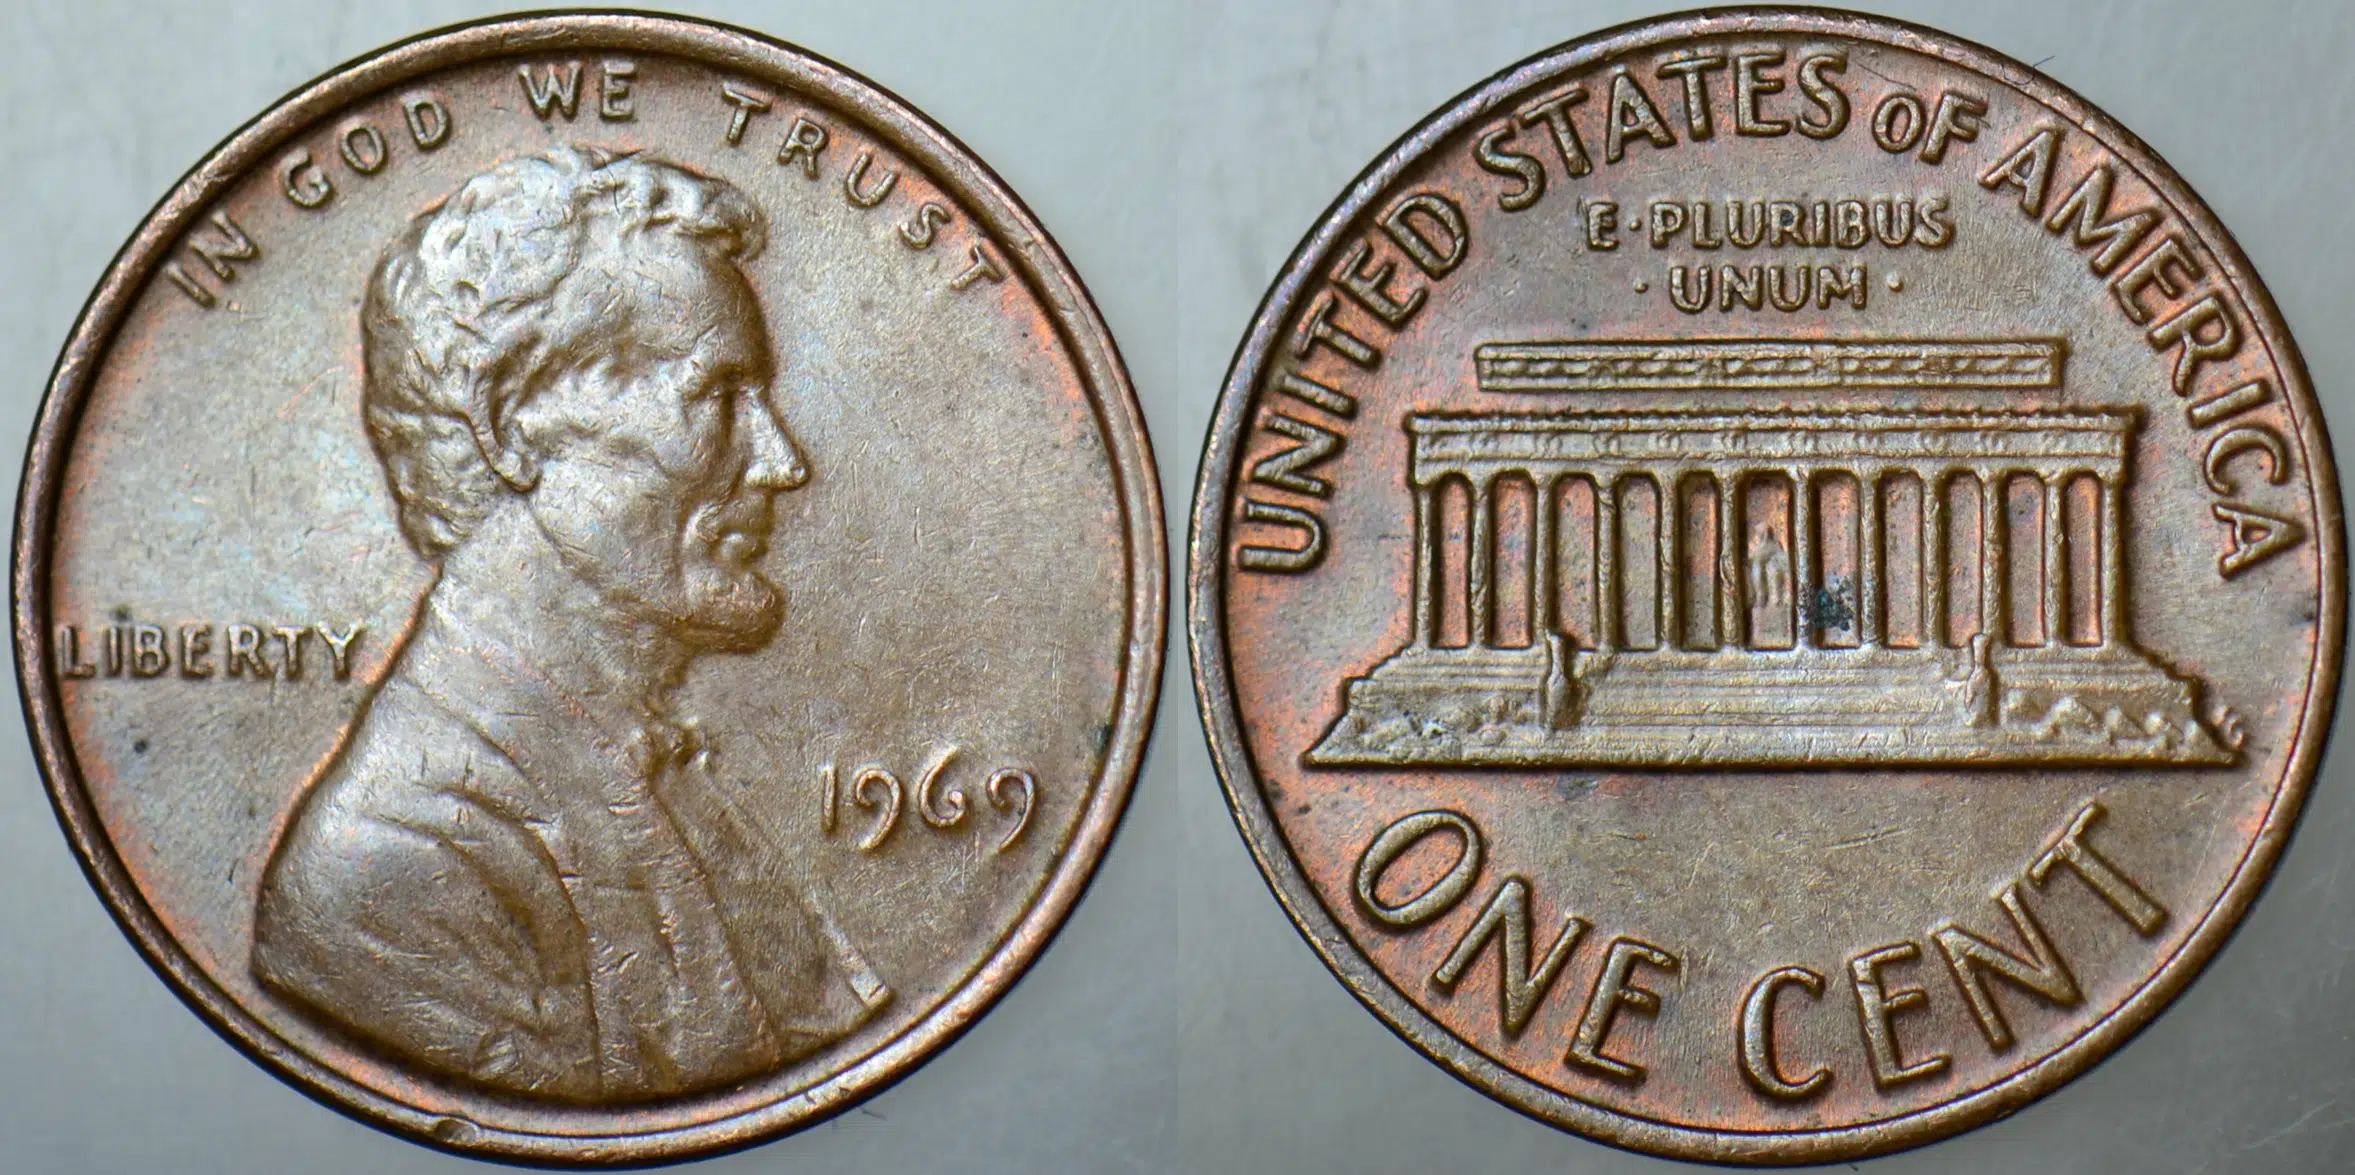 IN GOD WE TRUST
LIBERTY
1969
UNITED STATES OF AMERICA
E·PLURIBUS
·UNUM·
ONE CENT